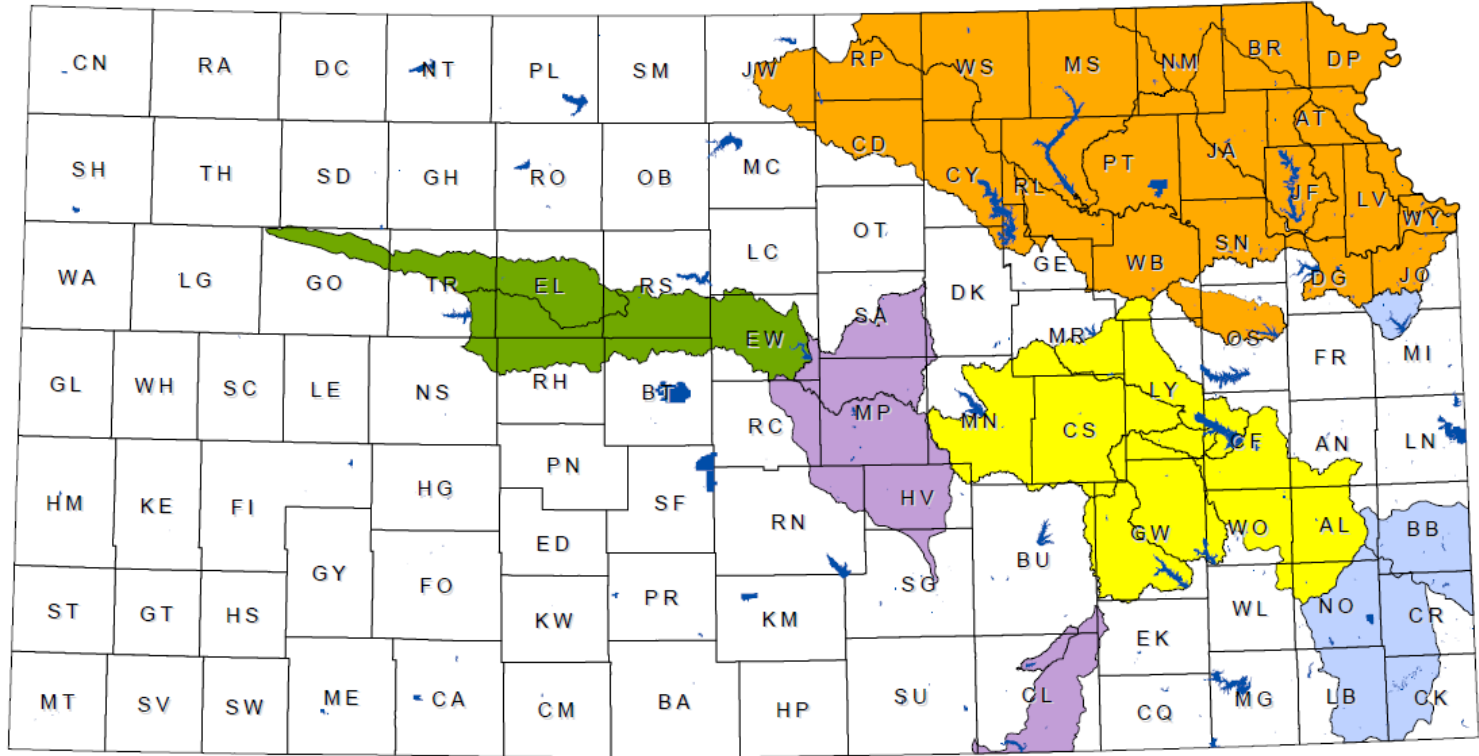 CN RA DC NT PL SM JW RP WS MS NM BR DP
SH TH SD GH RO OB MC CD CY RL PT JA AT JF LV WY
WA LG GO TR EL RS LC OT GE WB SN DG JO
EW SA DK MR OS FR MI
GL WH SC LE NS RH BT RC MP MN CS LY CF AN LN
HM KE FI HG PN SF RN HV BU GW WO AL BB
GY ED
ST GT HS FO KW PR KM SG EK WL NO CR
MT SV SW ME CA CM BA HP SU CL CQ MG LB CK